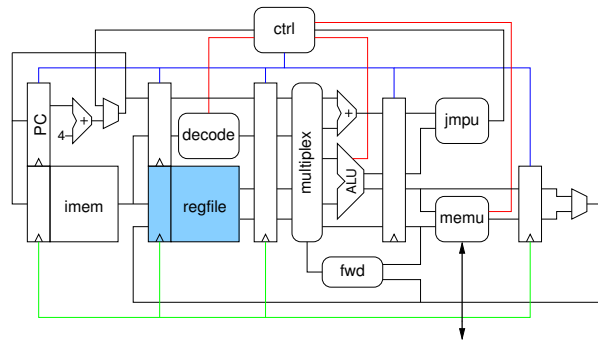 ctrl
PC
4
+
decode
multiplex
+
ALU
jmpu
imem
regfile
memu
fwd